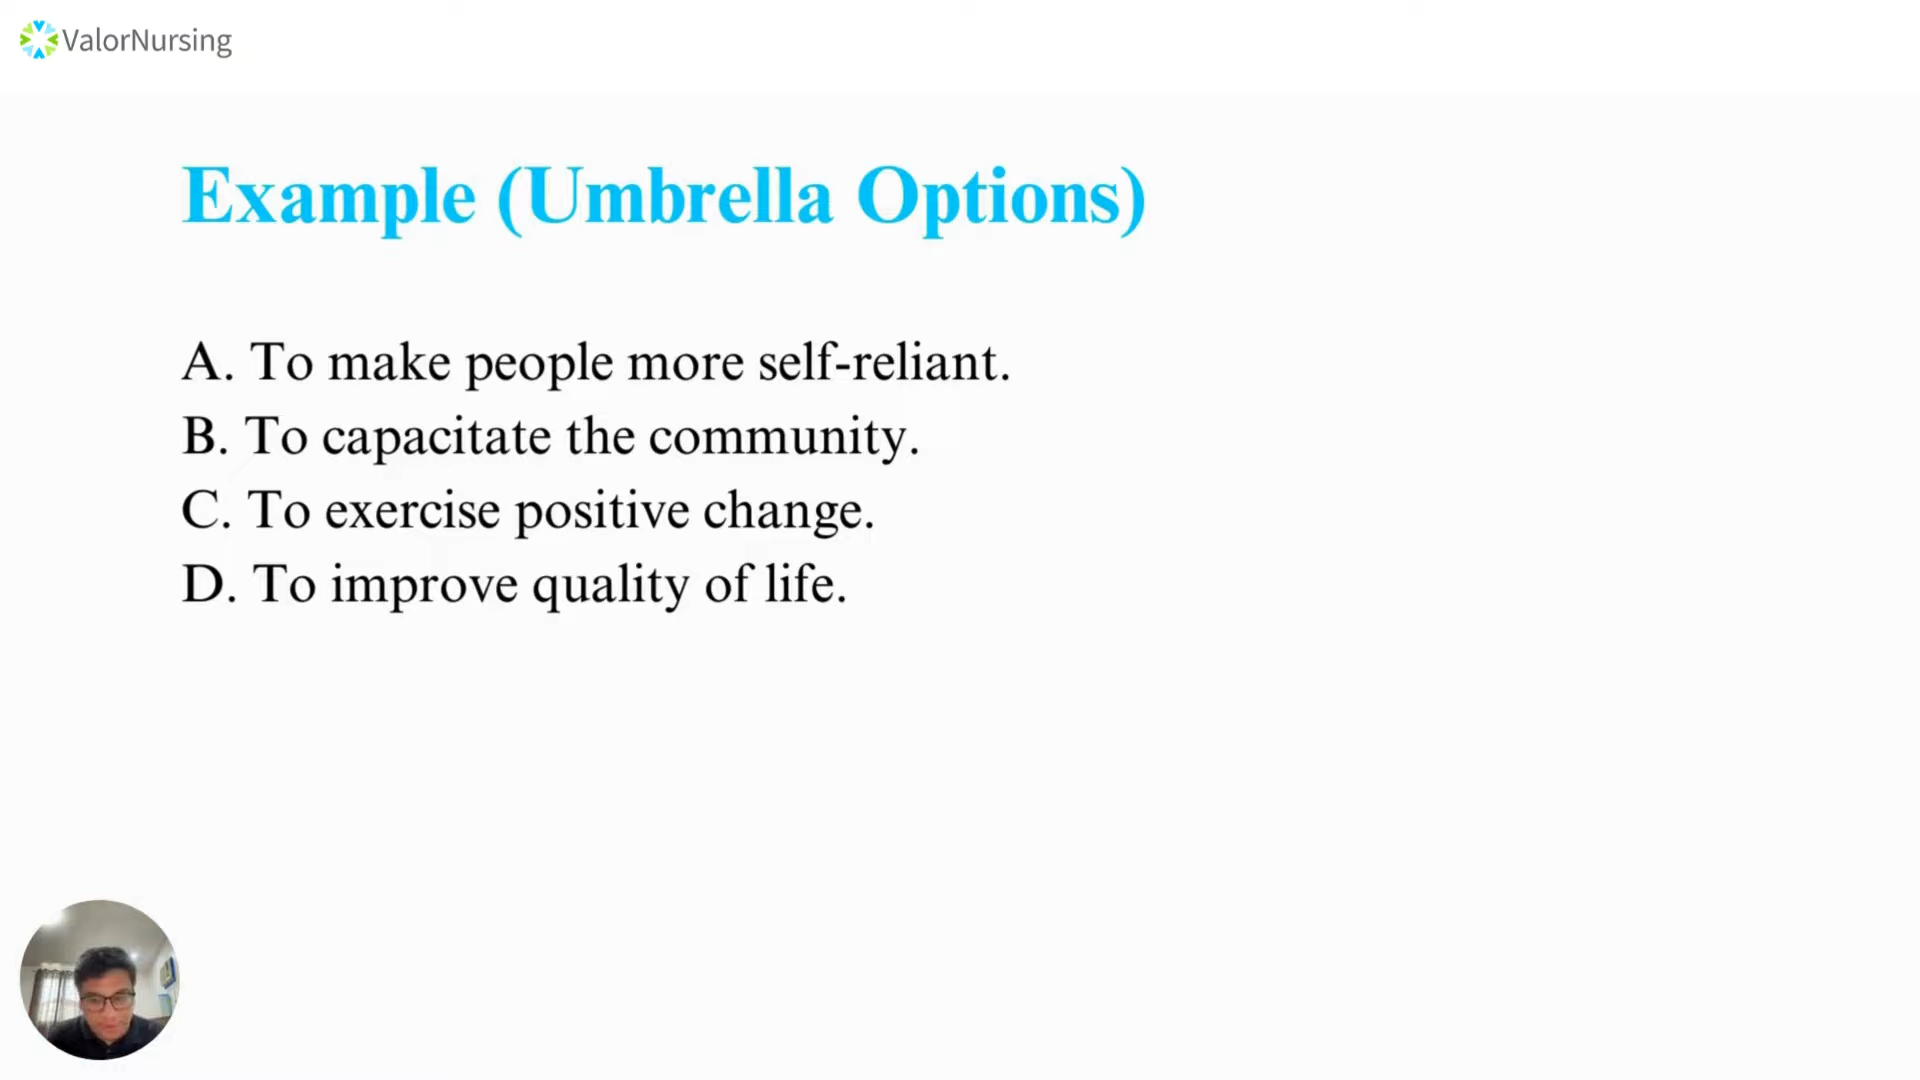 ValorNursing
Example (Umbrella Options)
A. To make people more self-reliant.
B. To capacitate the community.
C. To exercise positive change.
D. To improve quality of life.